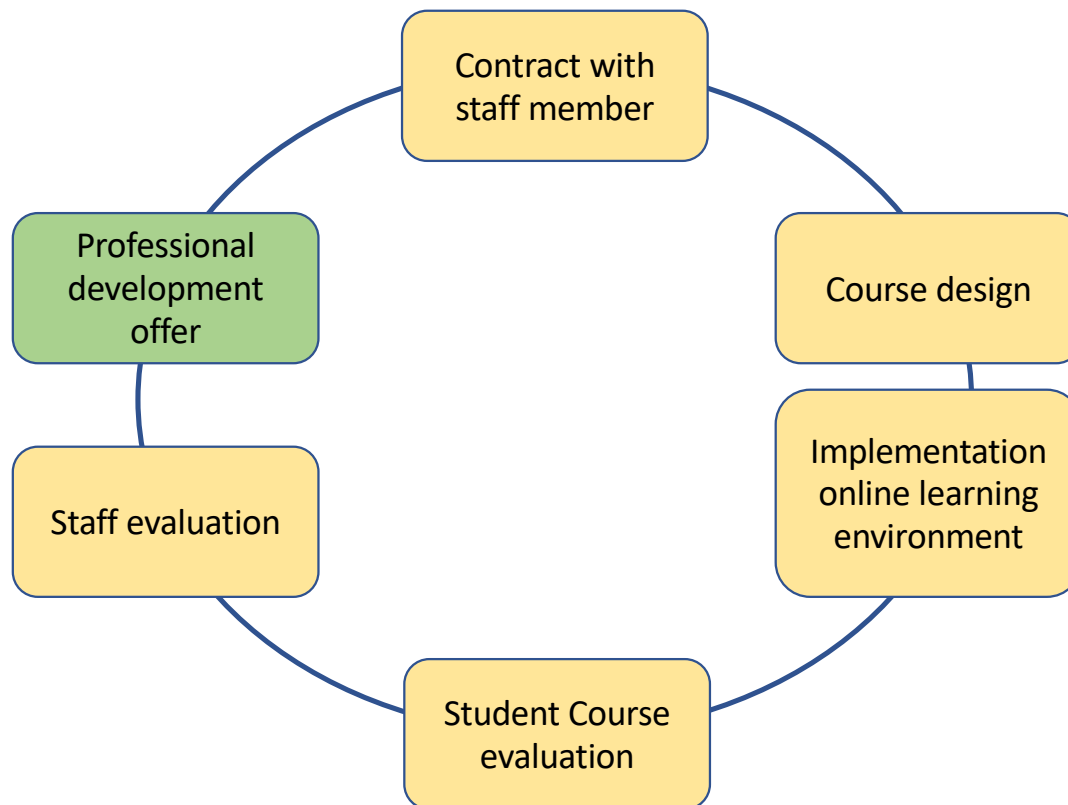 Contract with
staff member
Professional
development
offer
Course design
Implementation
online learning
environment
Staff evaluation
Student Course
evaluation